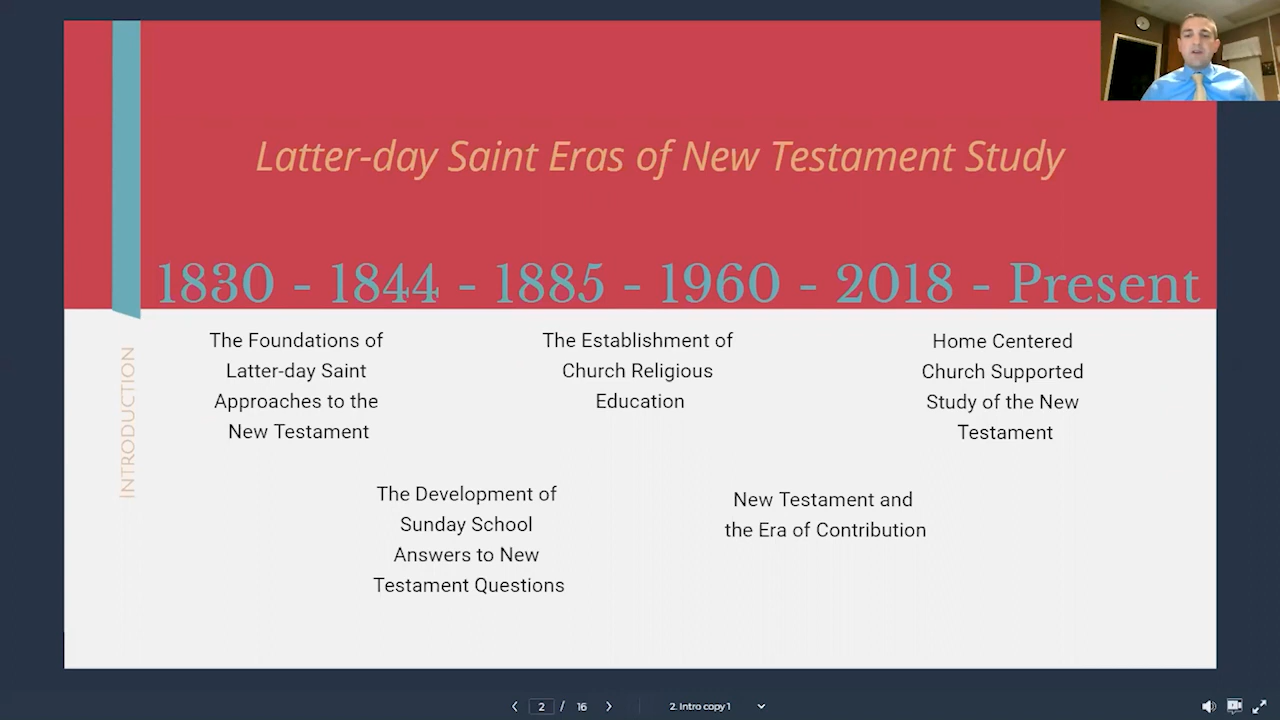 Latter-day Saint Eras of New Testament Study
1830 - 1844 - 1885 - 1960 - 2018 - Present
INTRODUCTION
The Foundations of
Latter-day Saint
Approaches to the
New Testament
The Development of
Sunday School
Answers to New
Testament Questions
The Establishment of
Church Religious
Education
New Testament and
the Era of Contribution
Home Centered
Church Supported
Study of the New
Testament
2 / 16
2. Intro copy 1